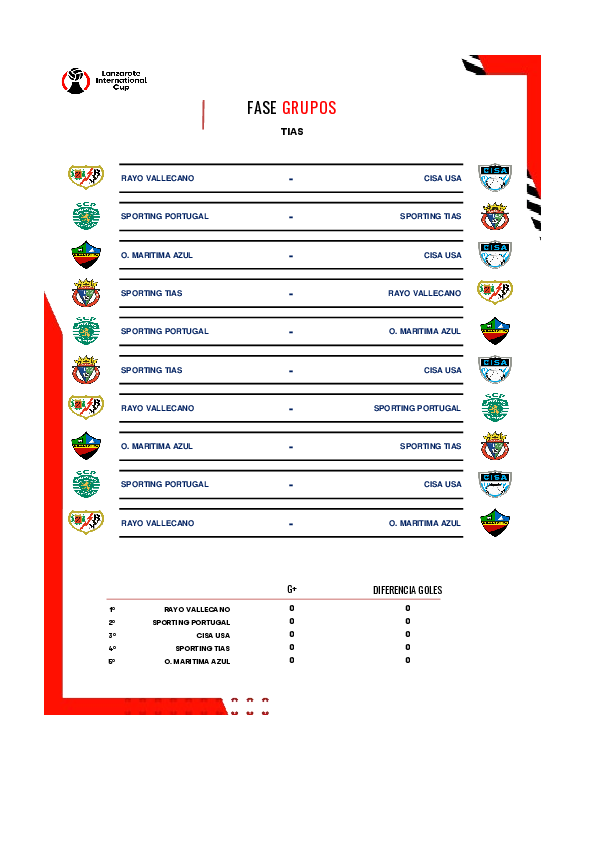 Lanzarote
International
Cup
FASE GRUPOS
TIAS
RAYO VALLECANO - CISA USA
SPORTING PORTUGAL - SPORTING TIAS
O. MARITIMA AZUL - CISA USA
SPORTING TIAS - RAYO VALLECANO
SPORTING PORTUGAL - O. MARITIMA AZUL
SPORTING TIAS - CISA USA
RAYO VALLECANO - SPORTING PORTUGAL
O. MARITIMA AZUL - SPORTING TIAS
SPORTING PORTUGAL - CISA USA
RAYO VALLECANO - O. MARITIMA AZUL
G+ DIFERENCIA GOLES
1º RAYO VALLECANO 0 0
2º SPORTING PORTUGAL 0 0
3º CISA USA 0 0
4º SPORTING TIAS 0 0
5º O. MARITIMA AZUL 0 0